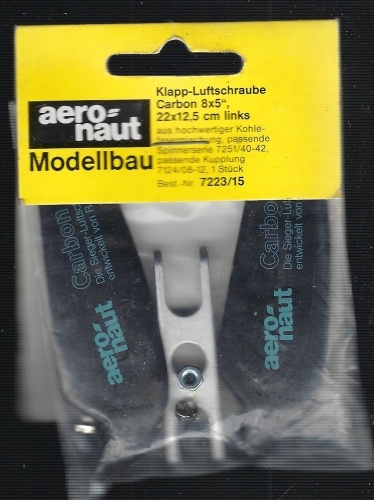 aero-
naut
Modellbau
Klapp-Luftschraube
Carbon 8x5",
22x12,5 cm links
aus hochwertiger Kohle-
fasermischung, passende
Spinnerserie 7251/40-42,
passende Kupplung
7124/08-12, 1 Stück
Best.-Nr. 7223/15
Carbon
Die Sieger-Luftsc
entwickelt von R
aero-
naut
Carbon
Die Sieger-Luft
entwickelt von
aero-
naut